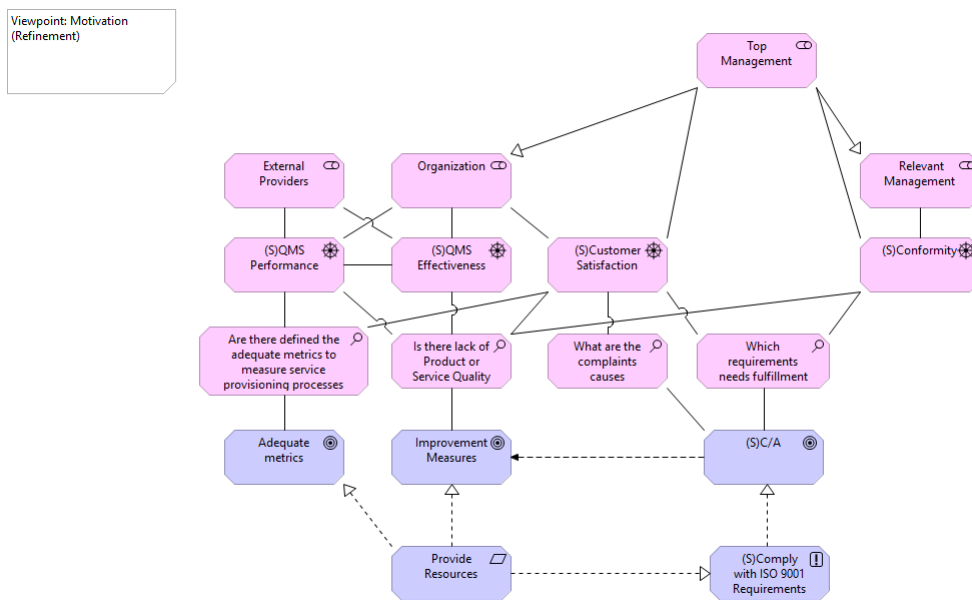 Viewpoint: Motivation
(Refinement)
Top
Management
External
Providers
Organization
Relevant
Management
(S)QMS
Performance
(S)QMS
Effectiveness
(S)Customer
Satisfaction
(S)Conformity
Are there defined the
adequate metrics to
measure service
provisioning processes
Is there lack of
Product or
Service Quality
What are the
complaints
causes
Which
requirements
needs fulfillment
Adequate
metrics
Improvement
Measures
(S)C/A
Provide
Resources
(S)Comply
with ISO 9001
Requirements